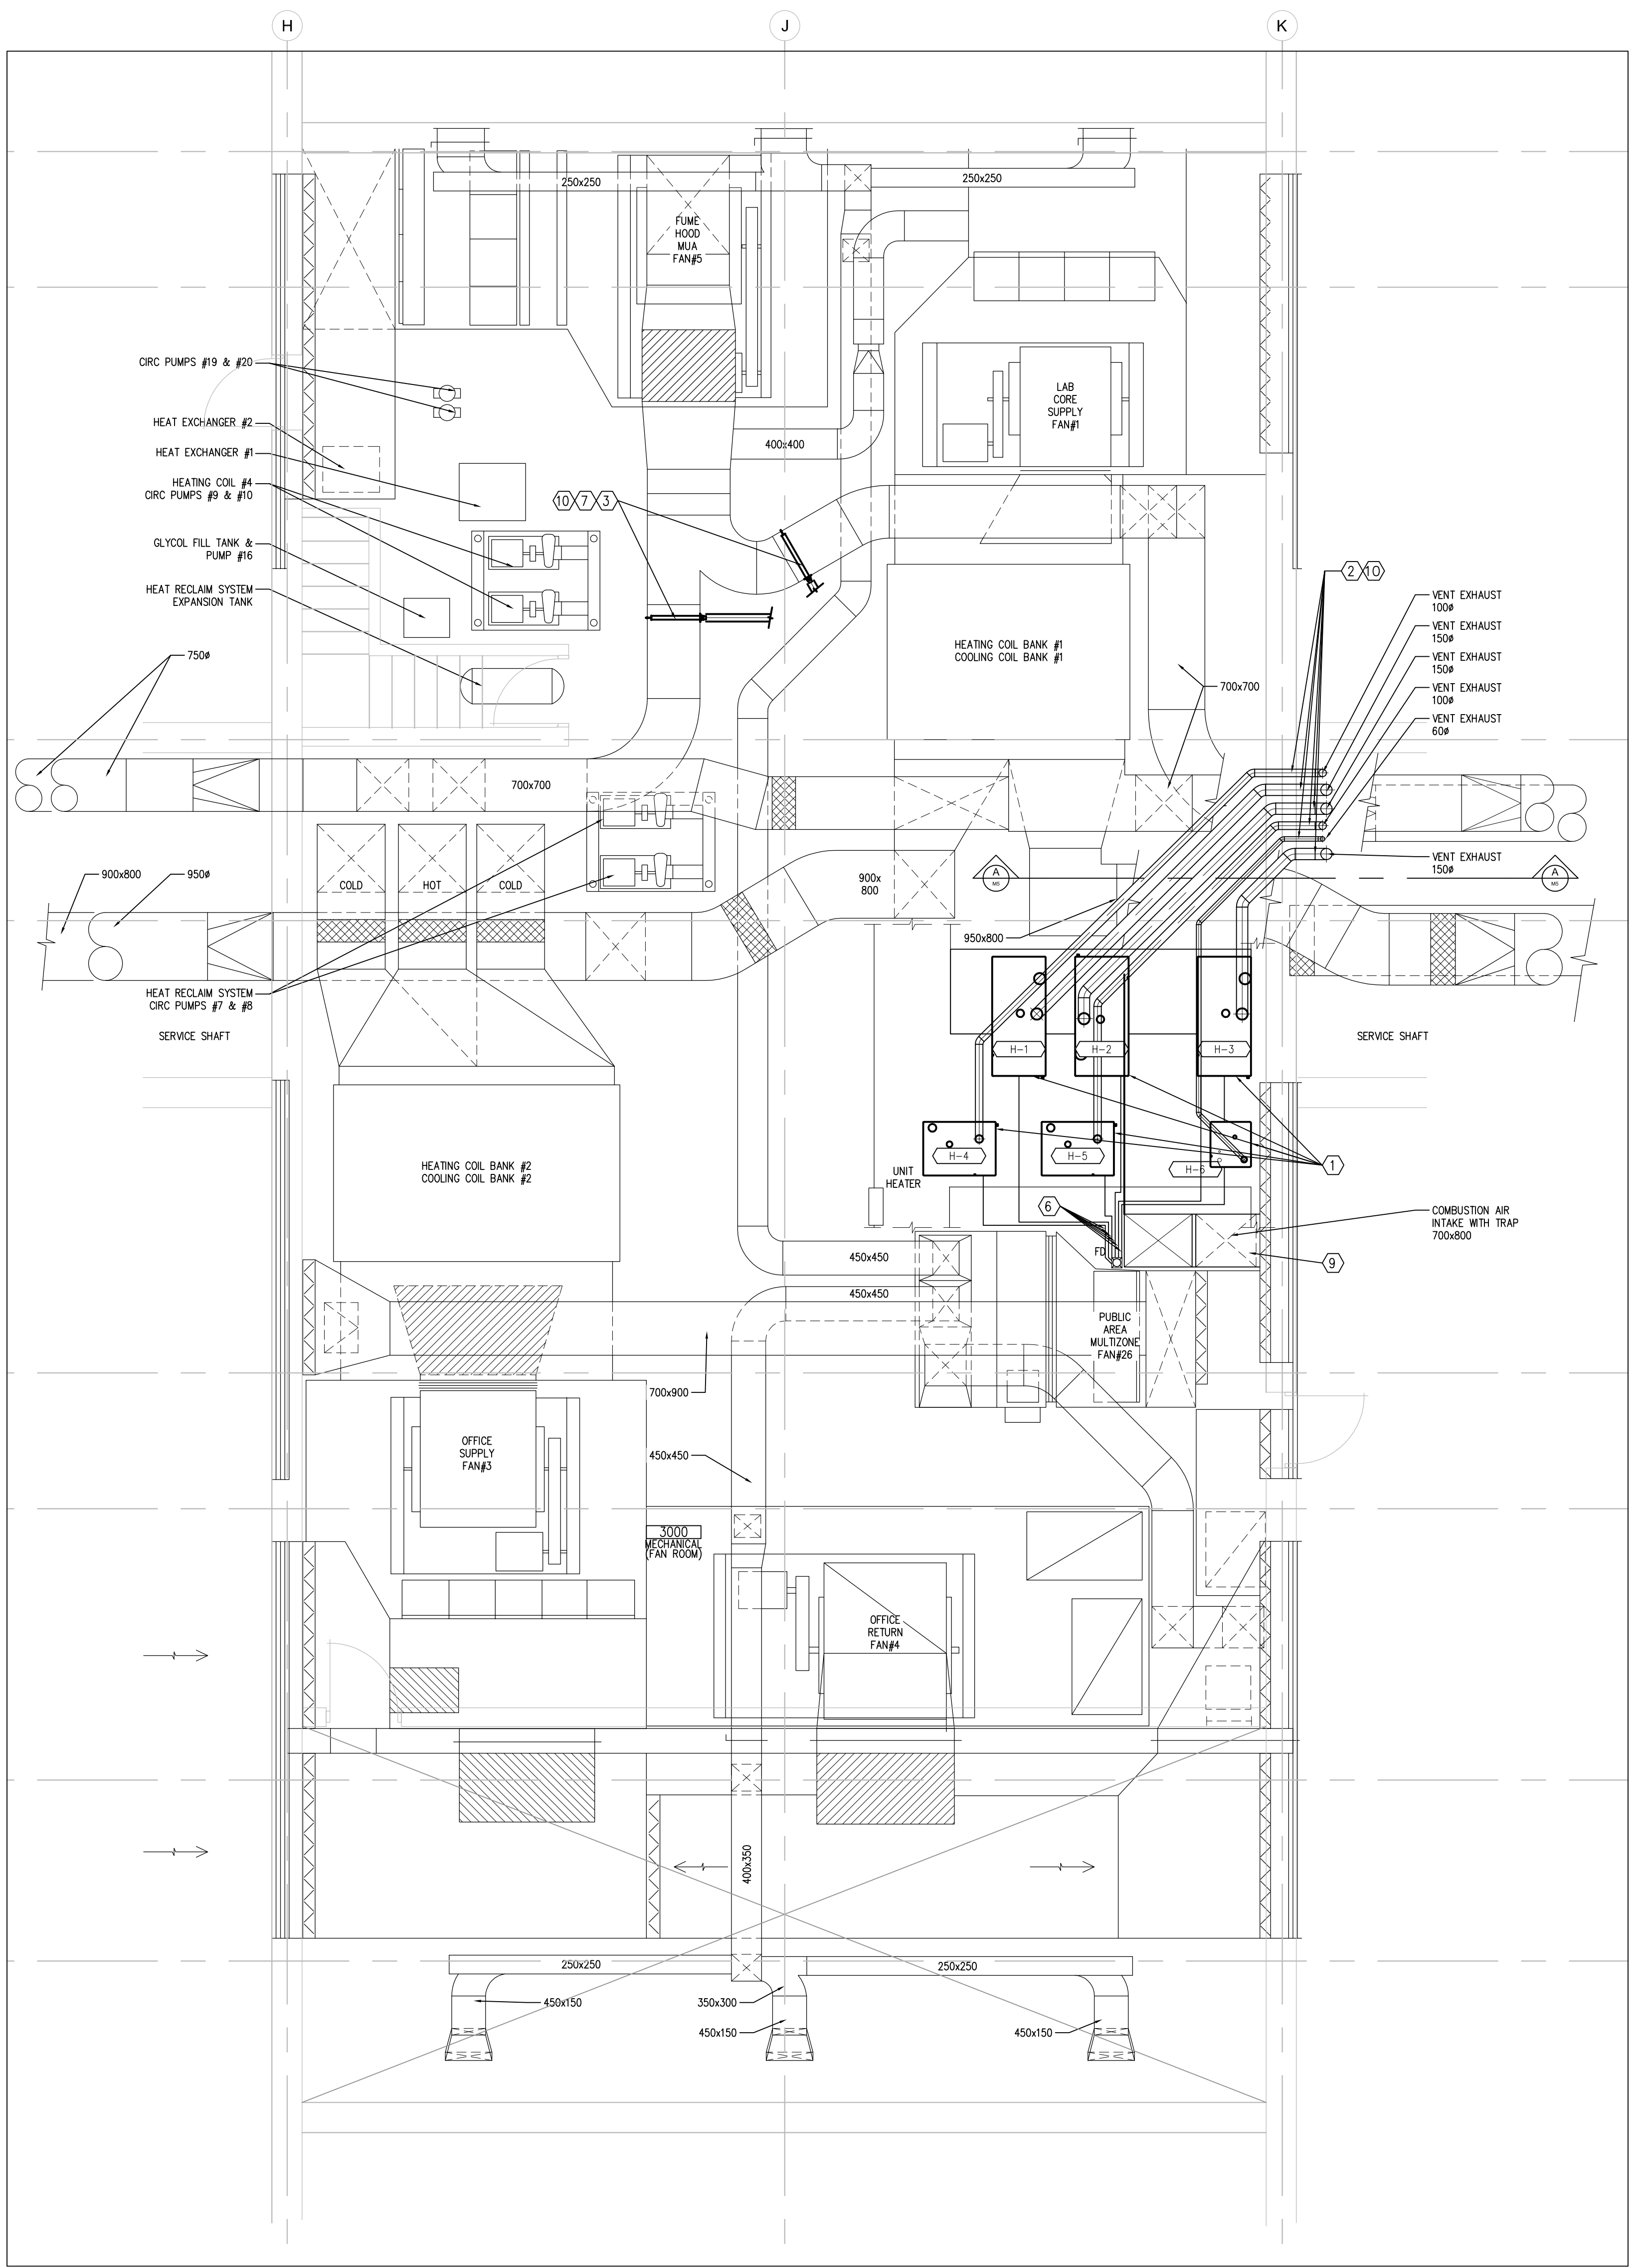 H
J
K
250x250
250x250
FUME
HOOD
MUA
FAN#5
CIRC PUMPS #19 & #20
LAB
CORE
SUPPLY
FAN#1
HEAT EXCHANGER #2
400x400
HEAT EXCHANGER #1
HEATING COIL #4
CIRC PUMPS #9 & #10
10 7 3
GLYCOL FILL TANK &
PUMP #16
2 10
HEAT RECLAIM SYSTEM
EXPANSION TANK
VENT EXHAUST
100ø
VENT EXHAUST
150ø
HEATING COIL BANK #1
COOLING COIL BANK #1
750ø
VENT EXHAUST
150ø
700x700
VENT EXHAUST
100ø
VENT EXHAUST
60ø
700x700
VENT EXHAUST
150ø
900x800
950ø
COLD
HOT
COLD
900x
800
A
M5
A
M5
950x800
HEAT RECLAIM SYSTEM
CIRC PUMPS #7 & #8
SERVICE SHAFT
SERVICE SHAFT
H-1
H-2
H-3
H-4
H-5
H-6
1
HEATING COIL BANK #2
COOLING COIL BANK #2
UNIT
HEATER
6
COMBUSTION AIR
INTAKE WITH TRAP
700x800
FD
9
450x450
450x450
PUBLIC
AREA
MULTIZONE
FAN#26
700x900
OFFICE
SUPPLY
FAN#3
450x450
3000
MECHANICAL
(FAN ROOM)
OFFICE
RETURN
FAN#4
400x350
250x250
250x250
450x150
350x300
450x150
450x150